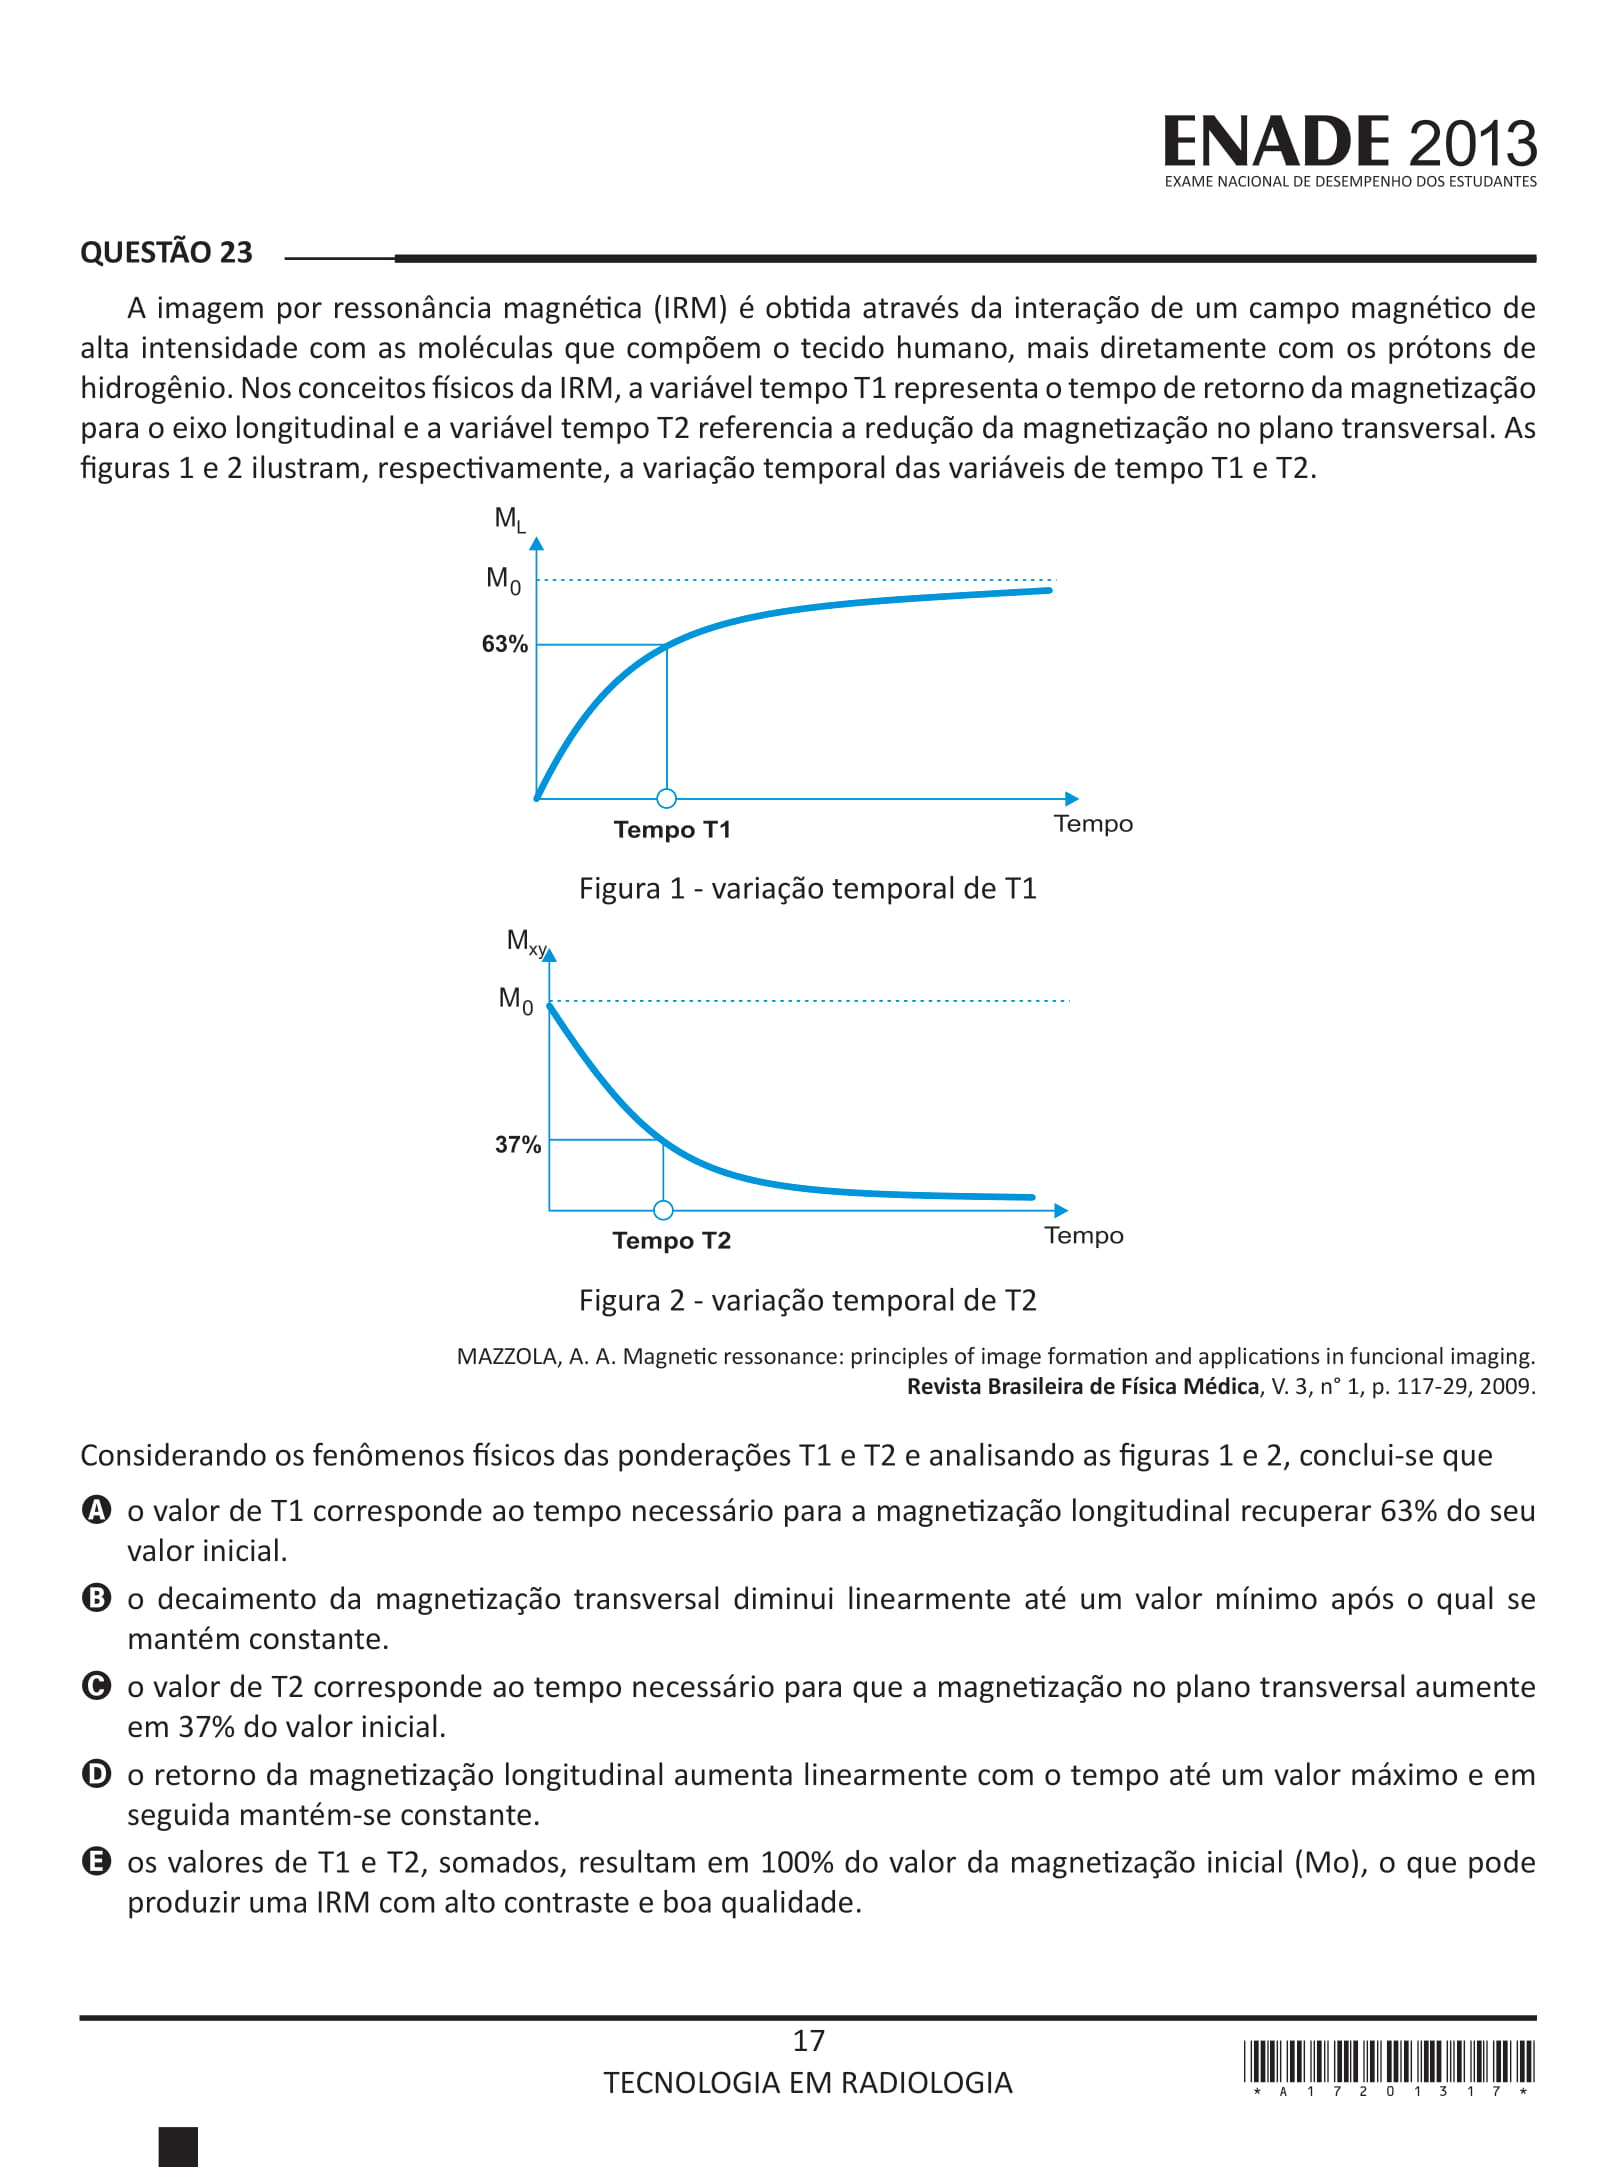 ENADE 2013
EXAME NACIONAL DE DESEMPENHO DOS ESTUDANTES
QUESTÃO 23
A imagem por ressonância magnética (IRM) é obtida através da interação de um campo magnético de
alta intensidade com as moléculas que compõem o tecido humano, mais diretamente com os prótons de
hidrogênio. Nos conceitos físicos da IRM, a variável tempo T1 representa o tempo de retorno da magnetização
para o eixo longitudinal e a variável tempo T2 referencia a redução da magnetização no plano transversal. As
figuras 1 e 2 ilustram, respectivamente, a variação temporal das variáveis de tempo T1 e T2.
ML
M0
63%
Tempo T1
Tempo
Figura 1 - variação temporal de T1
Mxy
M0
37%
Tempo T2
Tempo
Figura 2 - variação temporal de T2
MAZZOLA, A. A. Magnetic ressonance: principles of image formation and applications in funcional imaging.
Revista Brasileira de Física Médica, V. 3, n° 1, p. 117-29, 2009.
Considerando os fenômenos físicos das ponderações T1 e T2 e analisando as figuras 1 e 2, conclui-se que
A o valor de T1 corresponde ao tempo necessário para a magnetização longitudinal recuperar 63% do seu
valor inicial.
B o decaimento da magnetização transversal diminui linearmente até um valor mínimo após o qual se
mantém constante.
C o valor de T2 corresponde ao tempo necessário para que a magnetização no plano transversal aumente
em 37% do valor inicial.
D o retorno da magnetização longitudinal aumenta linearmente com o tempo até um valor máximo e em
seguida mantém-se constante.
E os valores de T1 e T2, somados, resultam em 100% do valor da magnetização inicial (Mo), o que pode
produzir uma IRM com alto contraste e boa qualidade.
17
TECNOLOGIA EM RADIOLOGIA
* A 1 7 2 0 1 3 1 7 *